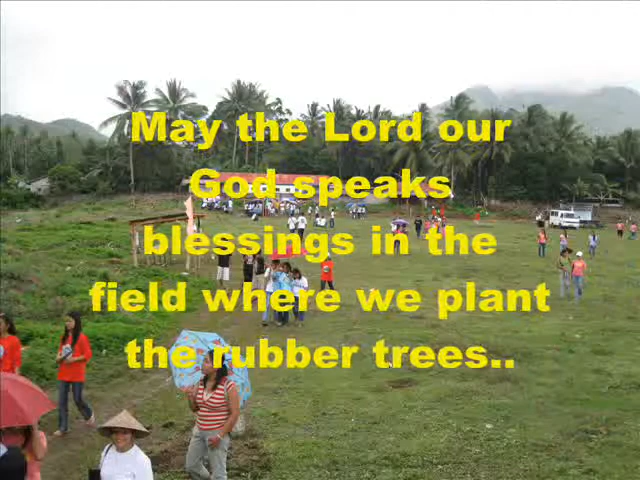 May the Lord our
God speaks
blessings in the
field where we plant
the rubber trees..